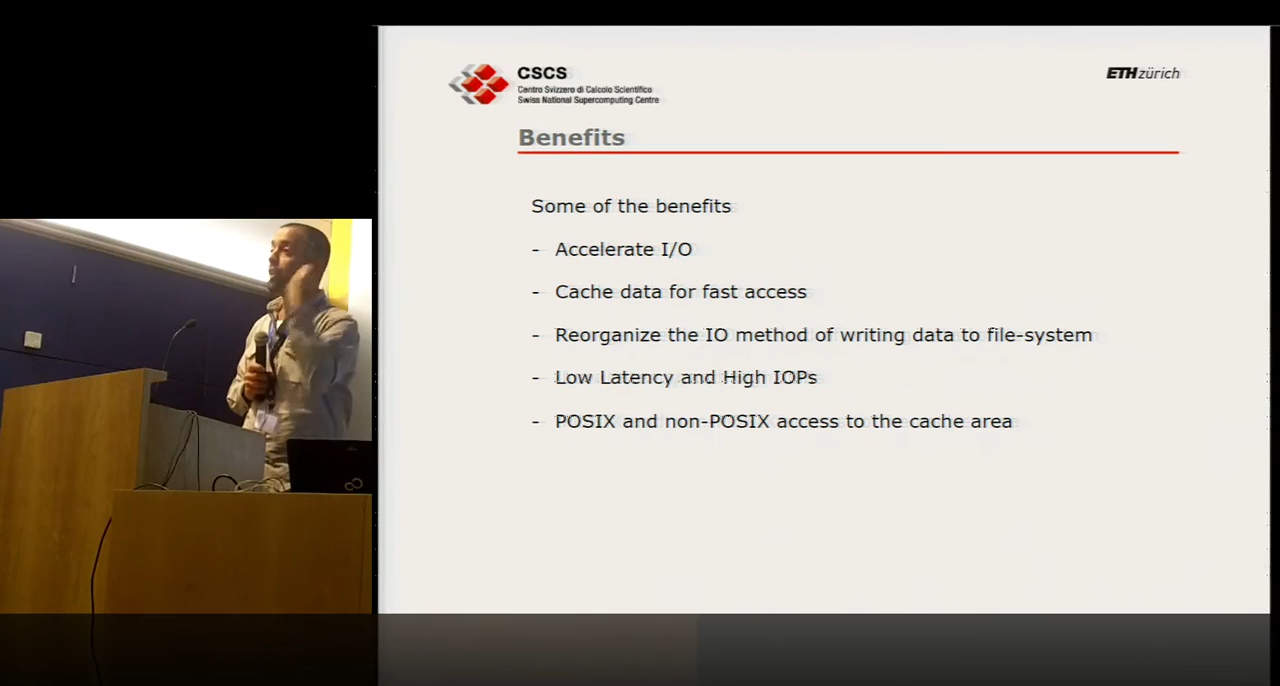 CSCS
Centro Svizzero di Calcolo Scientifico
Swiss National Supercomputing Centre
ETH zürich
Benefits
Some of the benefits
- Accelerate I/O
- Cache data for fast access
- Reorganize the IO method of writing data to file-system
- Low Latency and High IOPs
- POSIX and non-POSIX access to the cache area